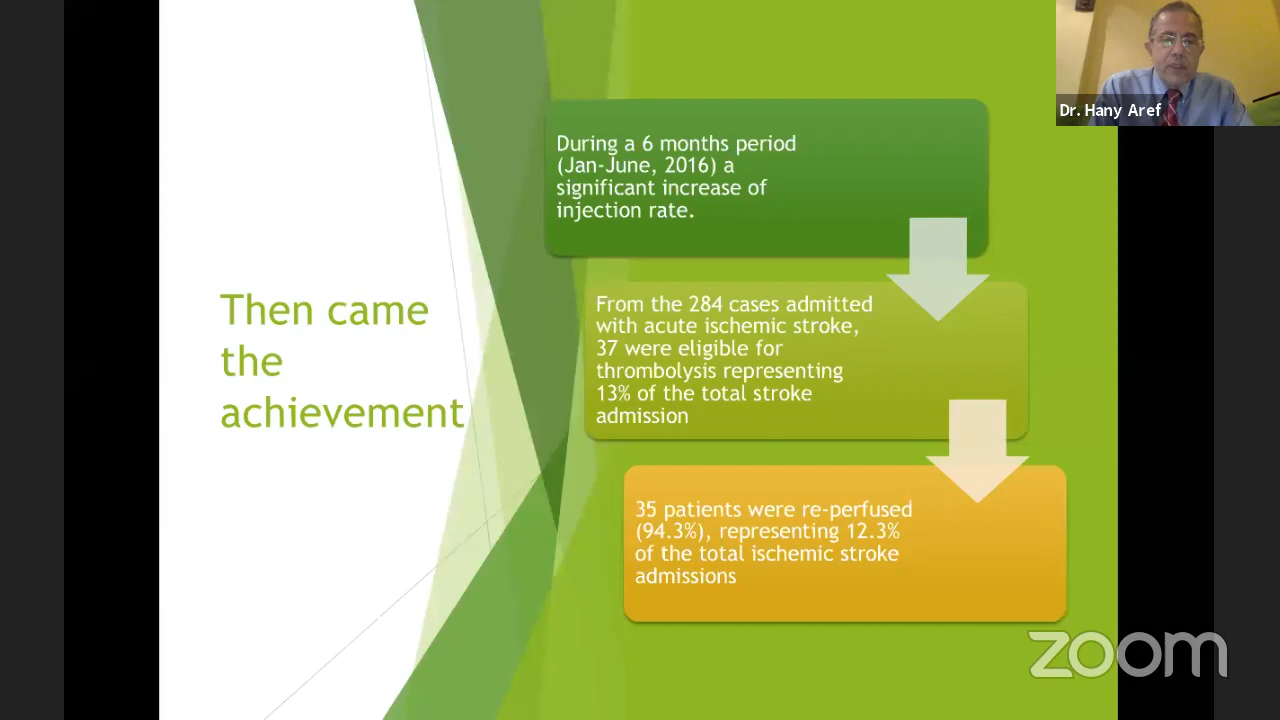 Dr. Hany Aref
Then came
the
achievement
During a 6 months period
(Jan-June, 2016) a
significant increase of
injection rate.
From the 284 cases admitted
with acute ischemic stroke,
37 were eligible for
thrombolysis representing
13% of the total stroke
admission
35 patients were re-perfused
(94.3%), representing 12.3%
of the total ischemic stroke
admissions
zoom